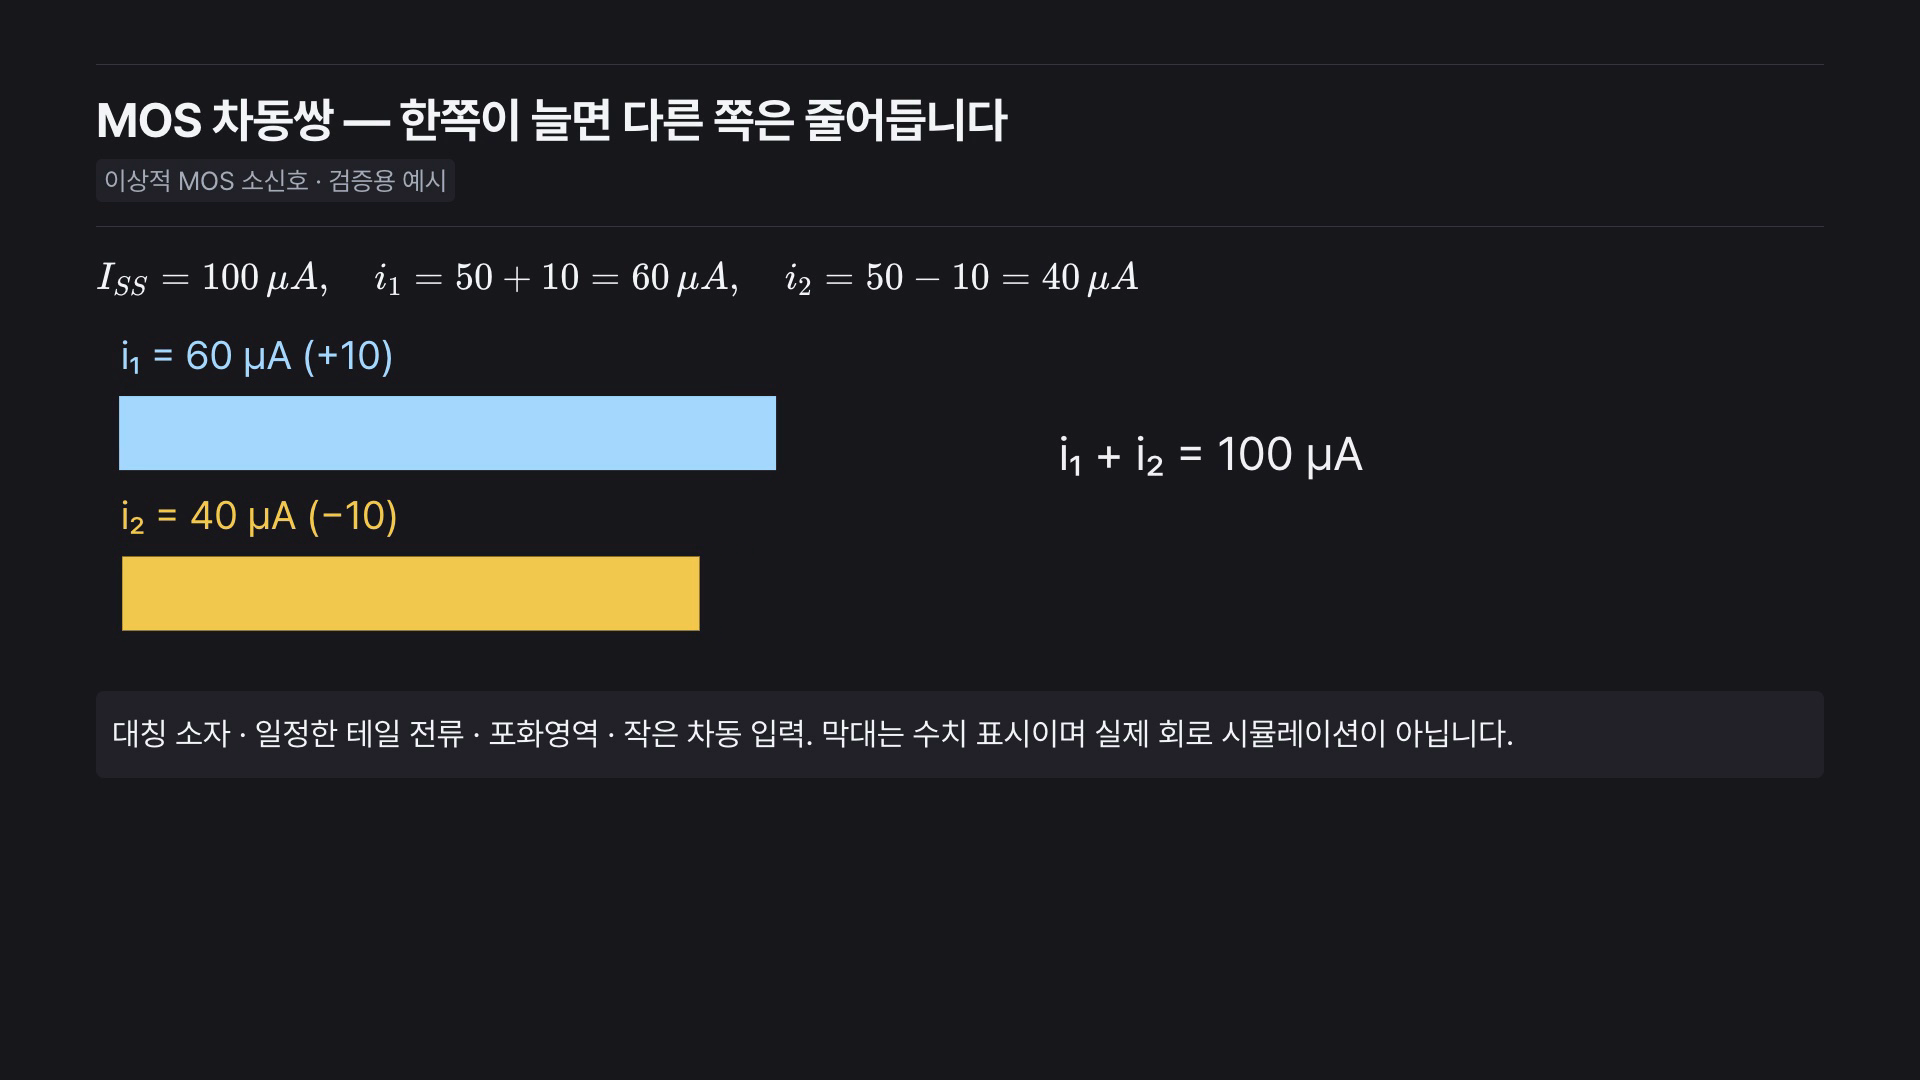 MOS 차동쌍 — 한쪽이 늘면 다른 쪽은 줄어듭니다
이상적 MOS 소신호 · 검증용 예시
I_{SS} = 100 μA, i₁ = 50 + 10 = 60 μA, i₂ = 50 − 10 = 40 μA
i₁ = 60 μA (+10)
i₁ + i₂ = 100 μA
i₂ = 40 μA (−10)
대칭 소자 · 일정한 테일 전류 · 포화영역 · 작은 차동 입력. 막대는 수치 표시이며 실제 회로 시뮬레이션이 아닙니다.